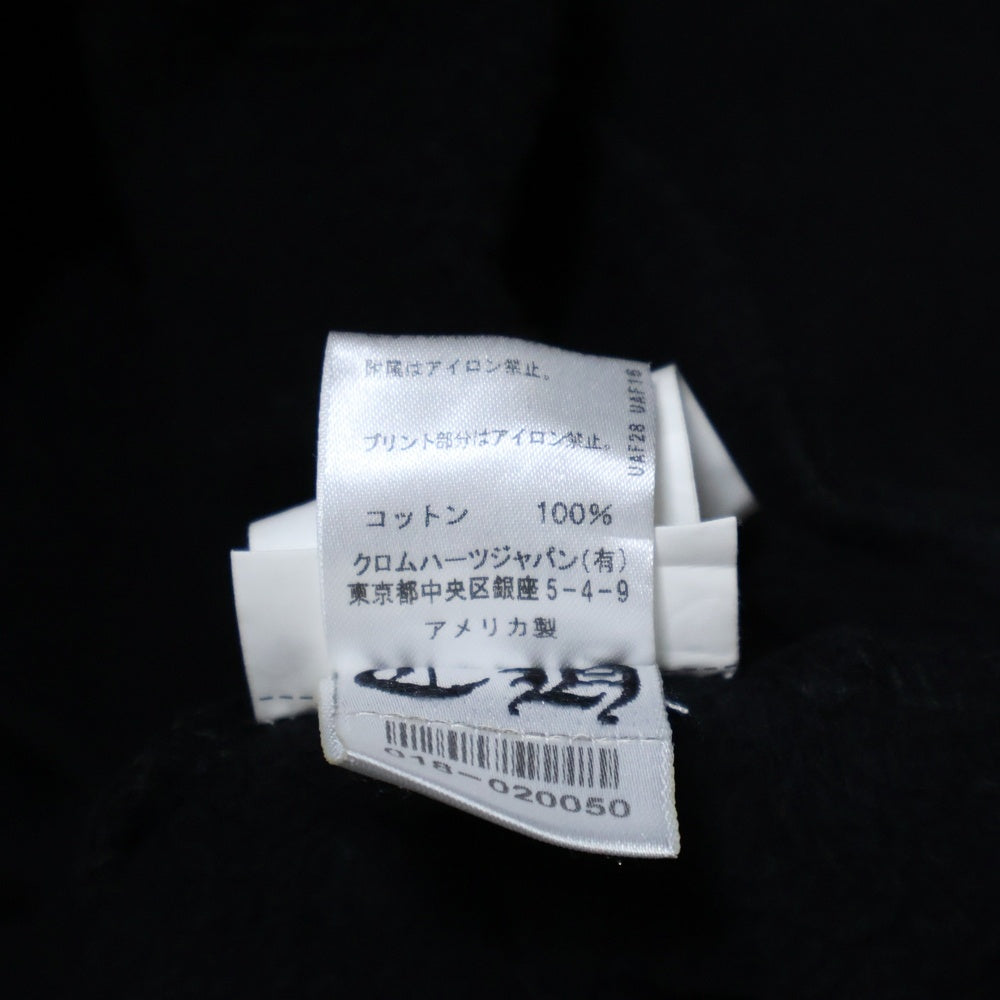 附属はアイロン禁止。
プリント部分はアイロン禁止。
コットン 100%
クロムハーツジャパン(有)
東京都中央区銀座5-4-9
アメリカ製
UAF28 UAF16
018-020050